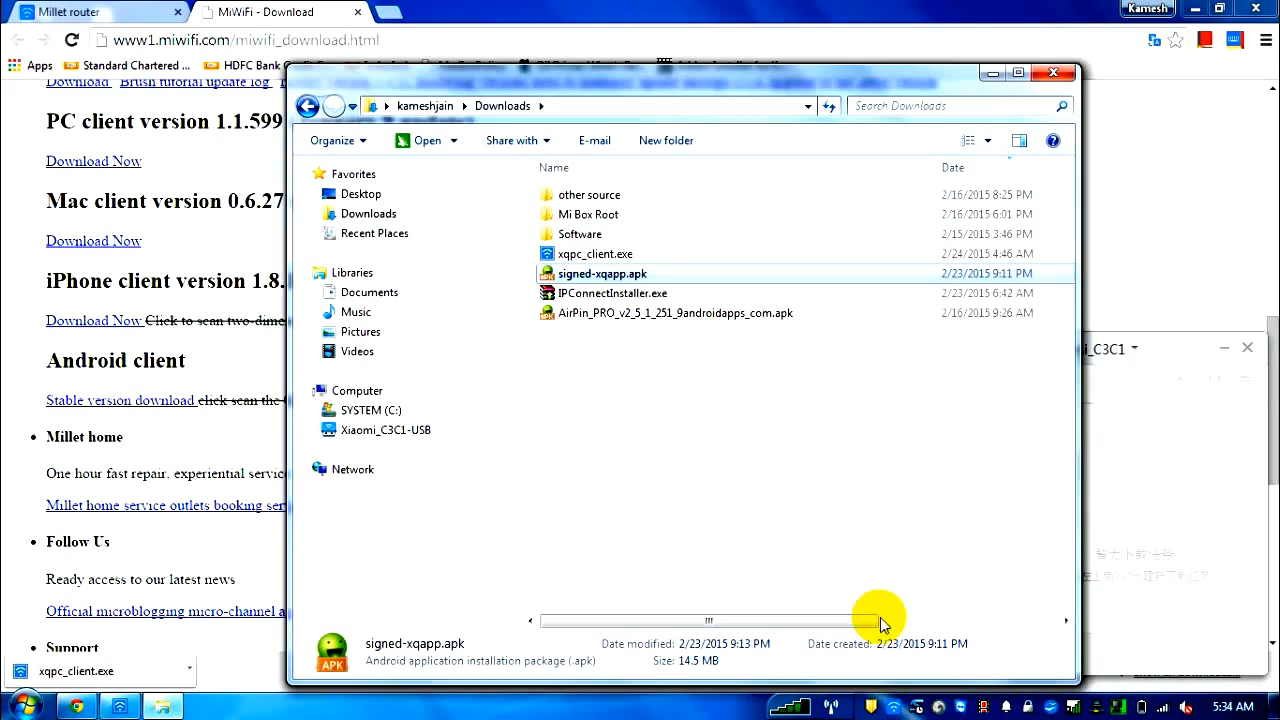 Millet router
MiWiFi - Download
Kamesh
www1.miwifi.com/miwifi_download.html
Apps
Standard Chartered ...
HDFC Bank
Download
Brush tutorial update log
PC client version 1.1.599
Download Now
Mac client version 0.6.27
Download Now
iPhone client version 1.8.
Download Now Click to scan two-dime
Android client
Stable version download click scan the
Millet home
One hour fast repair, experiential servic
Millet home service outlets booking ser
Follow Us
Ready access to our latest news
Official microblogging micro-channel a
Support
kameshjain
Downloads
Search Downloads
Organize
Open
Share with
E-mail
New folder
Favorites
Desktop
Downloads
Recent Places
Libraries
Documents
Music
Pictures
Videos
Computer
SYSTEM (C:)
Xiaomi_C3C1-USB
Network
Name
Date
other source
2/16/2015 8:25 PM
Mi Box Root
2/16/2015 6:01 PM
Software
2/15/2015 3:46 PM
xqpc_client.exe
2/24/2015 4:46 AM
signed-xqapp.apk
2/23/2015 9:11 PM
IPConnectInstaller.exe
2/23/2015 6:42 AM
AirPin_PRO_v2_5_1_251_9androidapps_com.apk
2/16/2015 9:26 AM
i_C3C1
APK
signed-xqapp.apk
Date modified: 2/23/2015 9:13 PM
Date created: 2/23/2015 9:11 PM
Android application installation package (.apk)
Size: 14.5 MB
xqpc_client.exe
5:34 AM